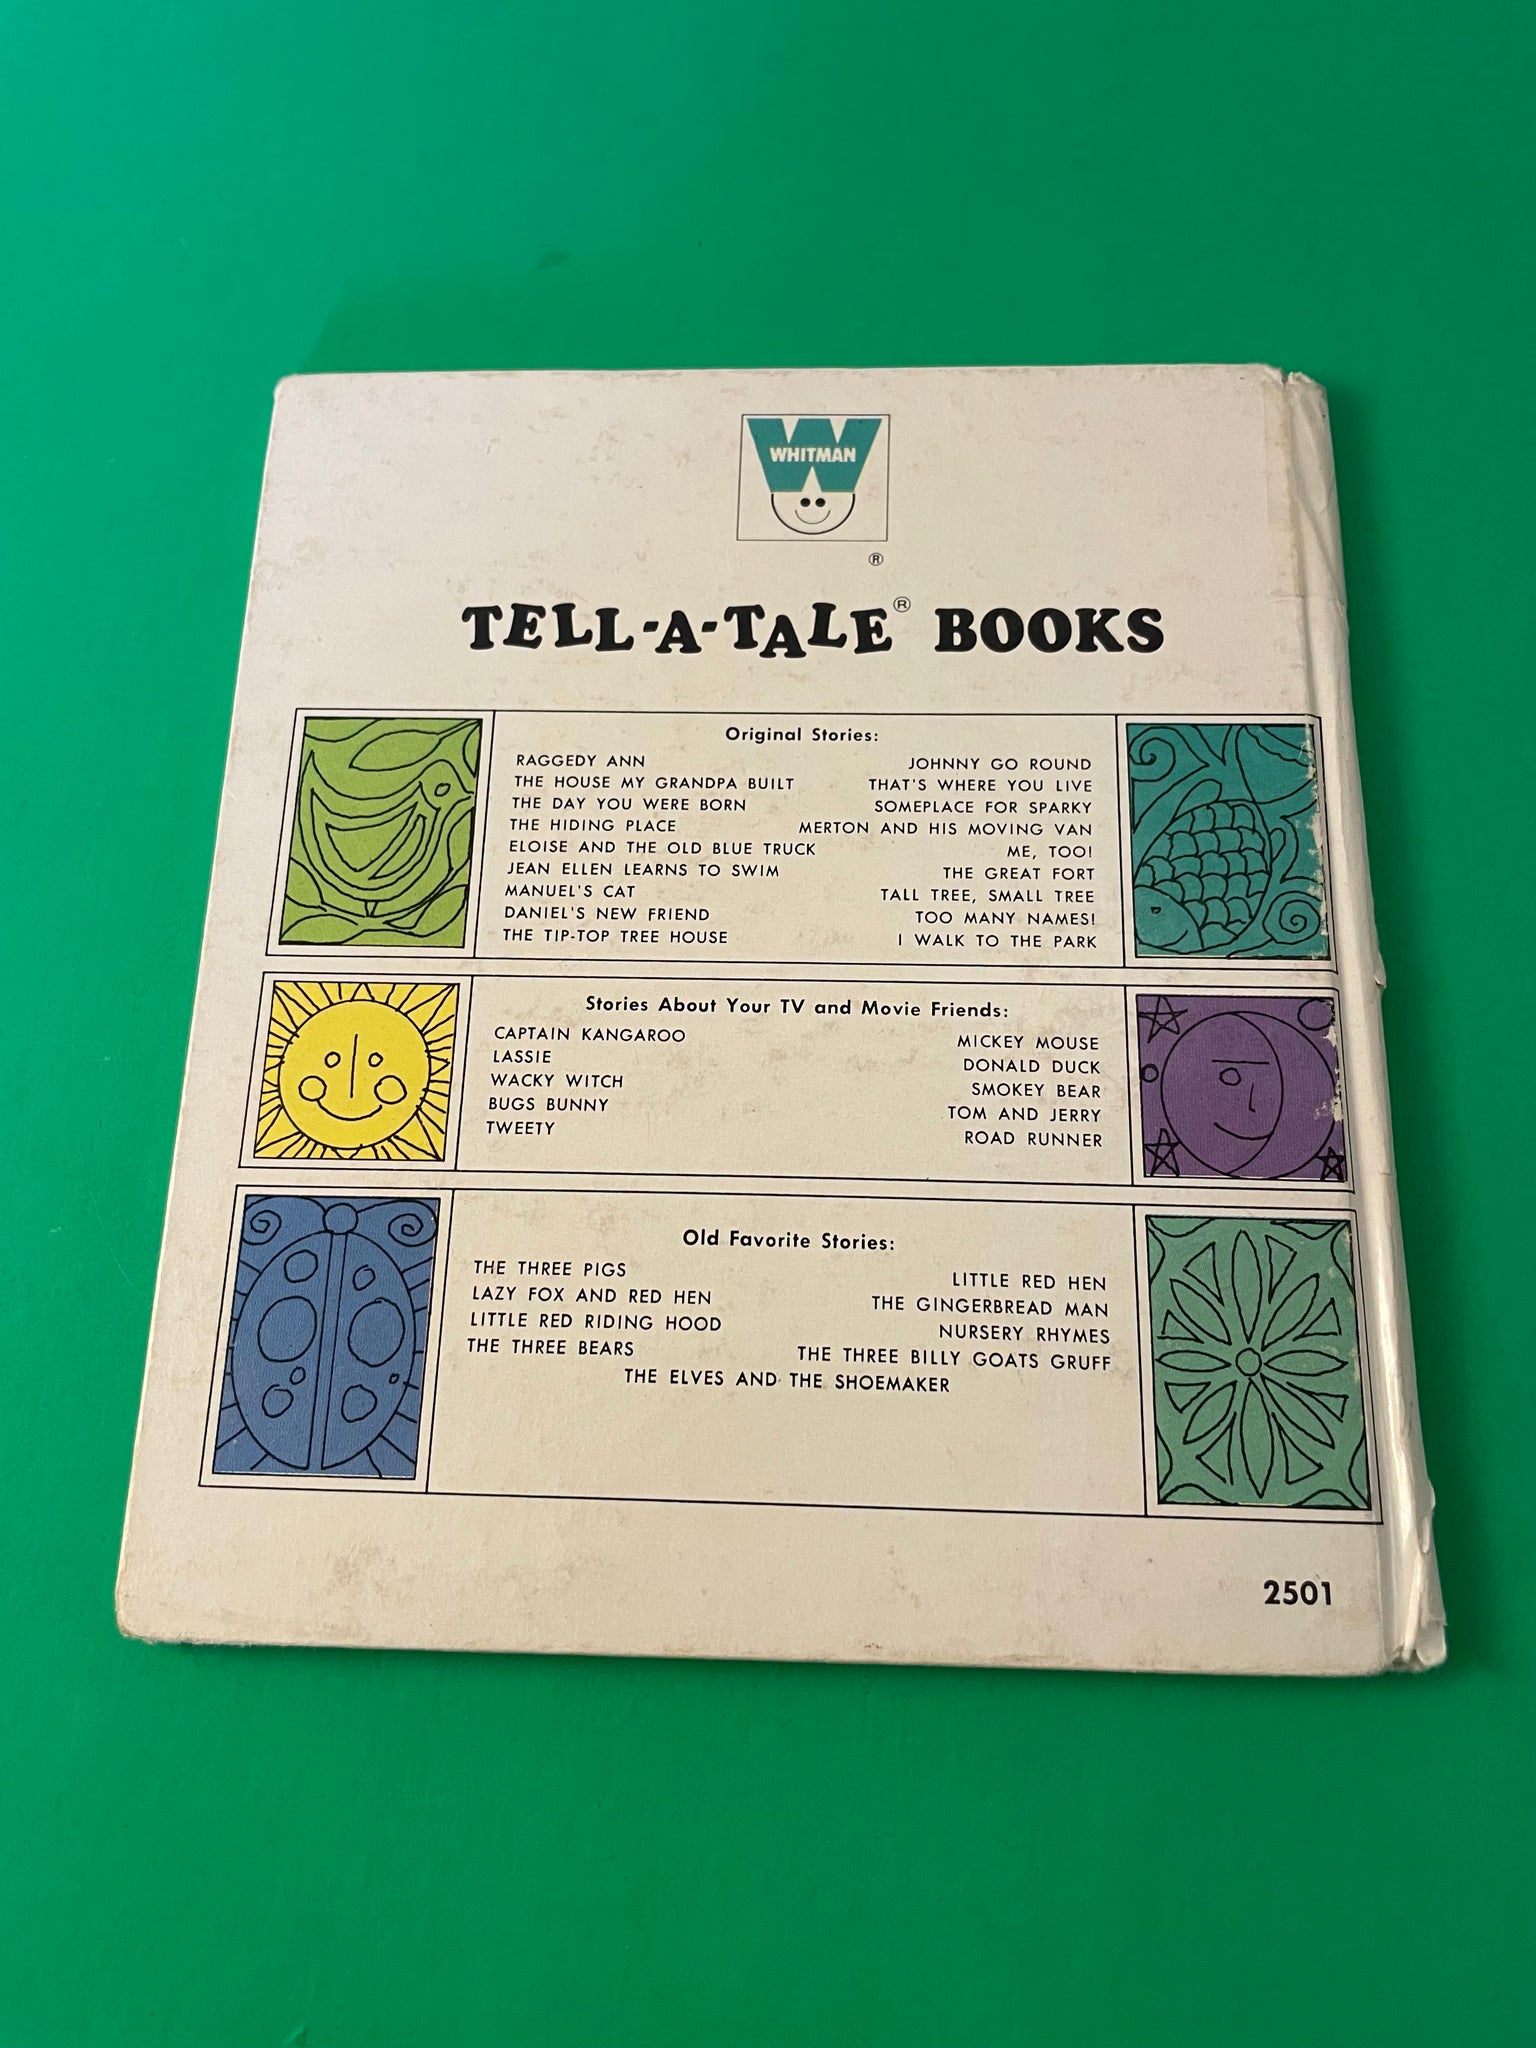 WHITMAN
®
TELL-A-TALE® BOOKS
Original Stories:
RAGGEDY ANN
THE HOUSE MY GRANDPA BUILT
THE DAY YOU WERE BORN
THE HIDING PLACE
ELOISE AND THE OLD BLUE TRUCK
JEAN ELLEN LEARNS TO SWIM
MANUEL'S CAT
DANIEL'S NEW FRIEND
THE TIP-TOP TREE HOUSE
JOHNNY GO ROUND
THAT'S WHERE YOU LIVE
SOMEPLACE FOR SPARKY
MERTON AND HIS MOVING VAN
ME, TOO!
THE GREAT FORT
TALL TREE, SMALL TREE
TOO MANY NAMES!
I WALK TO THE PARK
Stories About Your TV and Movie Friends:
CAPTAIN KANGAROO
LASSIE
WACKY WITCH
BUGS BUNNY
TWEETY
MICKEY MOUSE
DONALD DUCK
SMOKEY BEAR
TOM AND JERRY
ROAD RUNNER
Old Favorite Stories:
THE THREE PIGS
LAZY FOX AND RED HEN
LITTLE RED RIDING HOOD
THE THREE BEARS
LITTLE RED HEN
THE GINGERBREAD MAN
NURSERY RHYMES
THE THREE BILLY GOATS GRUFF
THE ELVES AND THE SHOEMAKER
2501